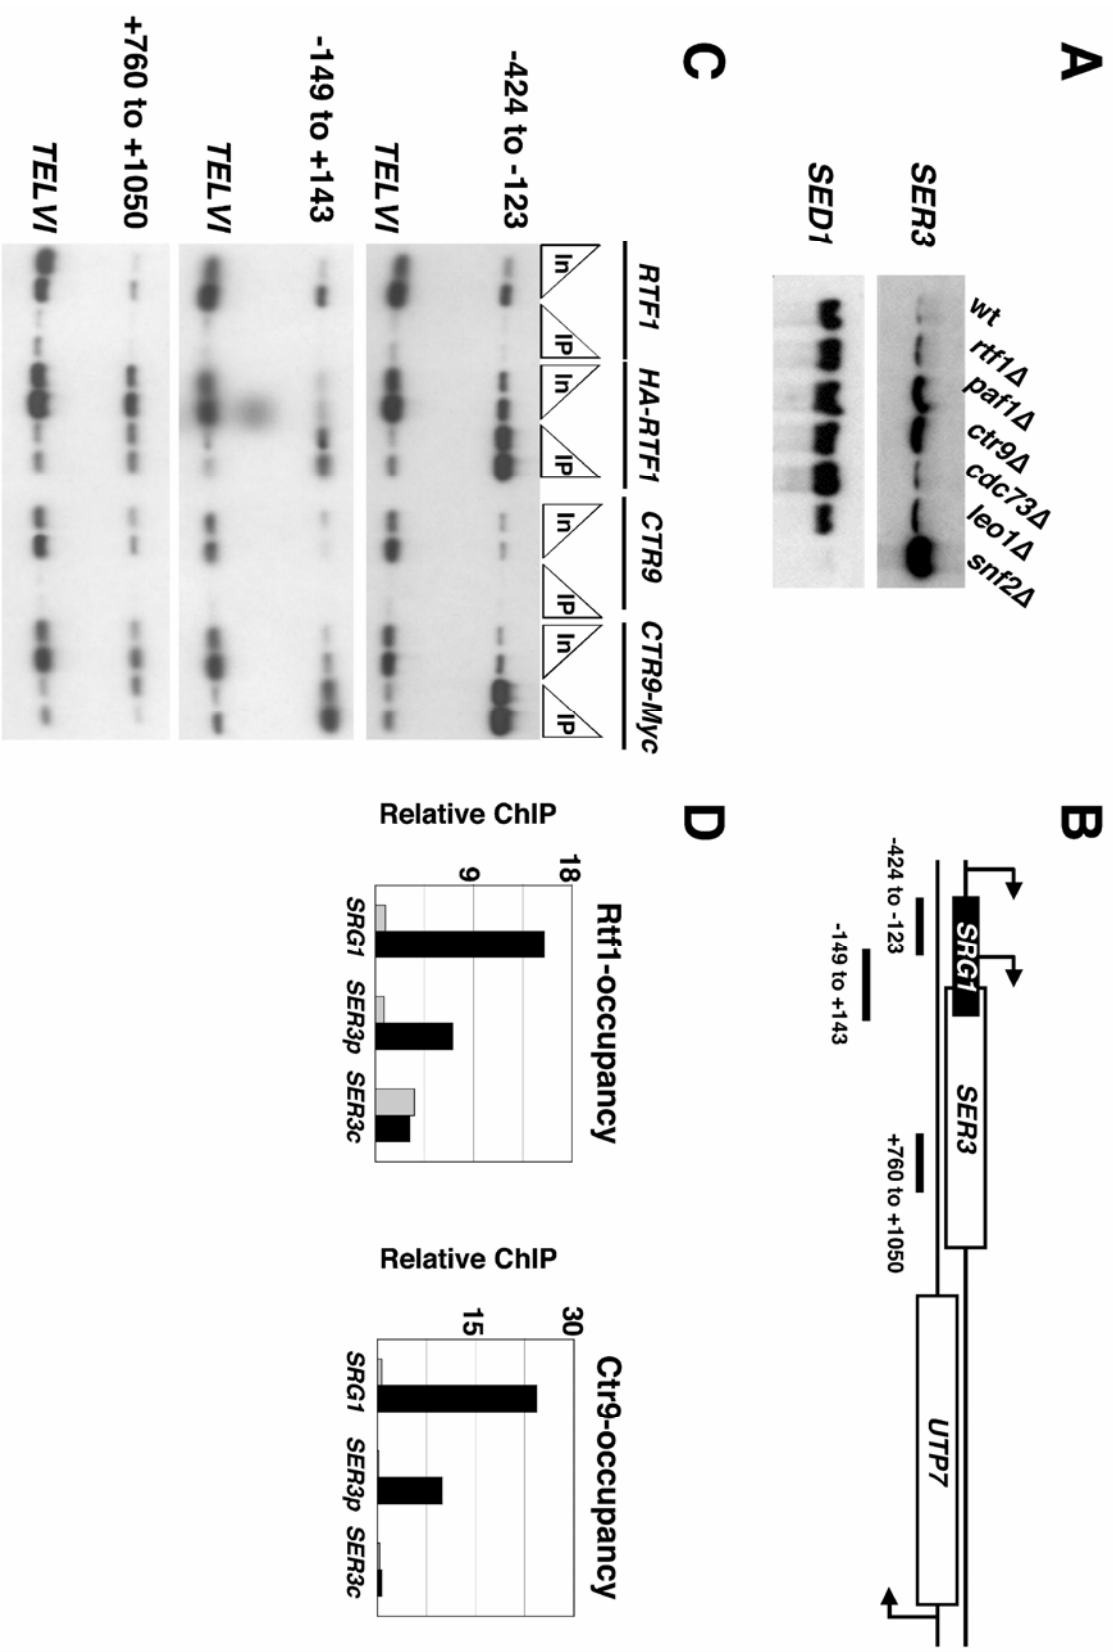 A
SER3
SED1
wt
rtf1Δ
paf1Δ
ctr9Δ
cdc73Δ
leo1Δ
snf2Δ
B
SRG1
SER3
UTP7
-424 to -123
-149 to +143
+760 to +1050
C
RTF1 HA-RTF1 CTR9 CTR9-Myc
In IP In IP In IP In IP
-424 to -123
TELVI
-149 to +143
TELVI
+760 to +1050
TELVI
D
Rtf1-occupancy
Relative ChIP
18
9
SRG1 SER3p SER3c
Ctr9-occupancy
Relative ChIP
30
15
SRG1 SER3p SER3c